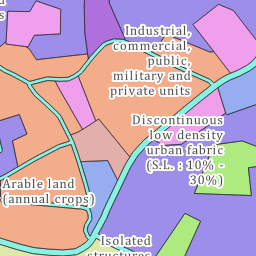 Industrial,
commercial,
public,
military and
private units
Discontinuous
low density
urban fabric
(S.L. : 10% -
30%)
Arable land
(annual crops)
Isolated
structures